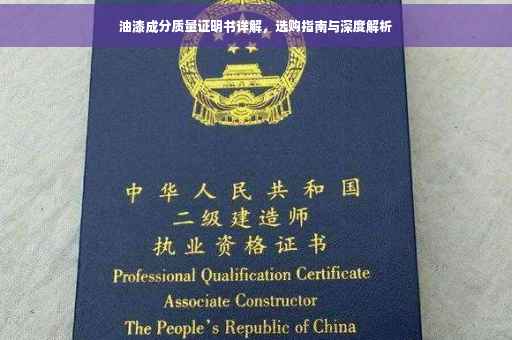 油漆成分质量证明书详解，选购指南与深度解析
中华人民共和国
二级建造师
执业资格证书
Professional Qualification Certificate
Associate Constructor
The People's Republic of China